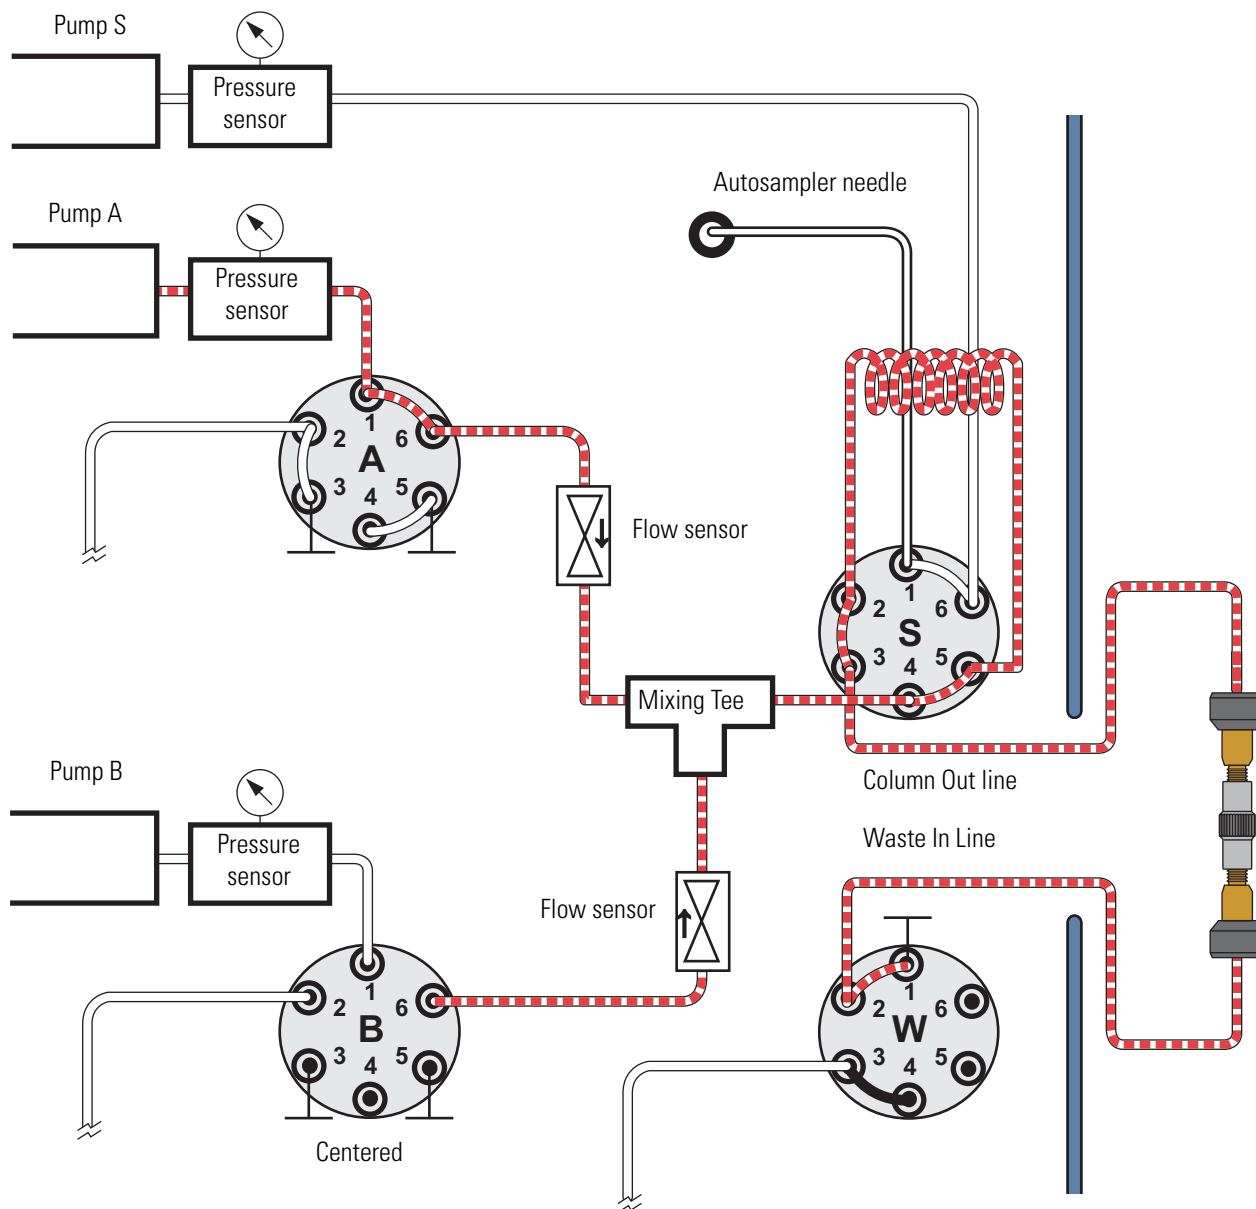 Pump S
Pressure
sensor
Autosampler needle
Pump A
Pressure
sensor
1
2 6
A
3 4 5
Flow sensor
1
2 6
S
3 4 5
Mixing Tee
Pump B
Column Out line
Pressure
sensor
Waste In Line
Flow sensor
1
2 6
B
3 4 5
1
2 6
W
3 4 5
Centered